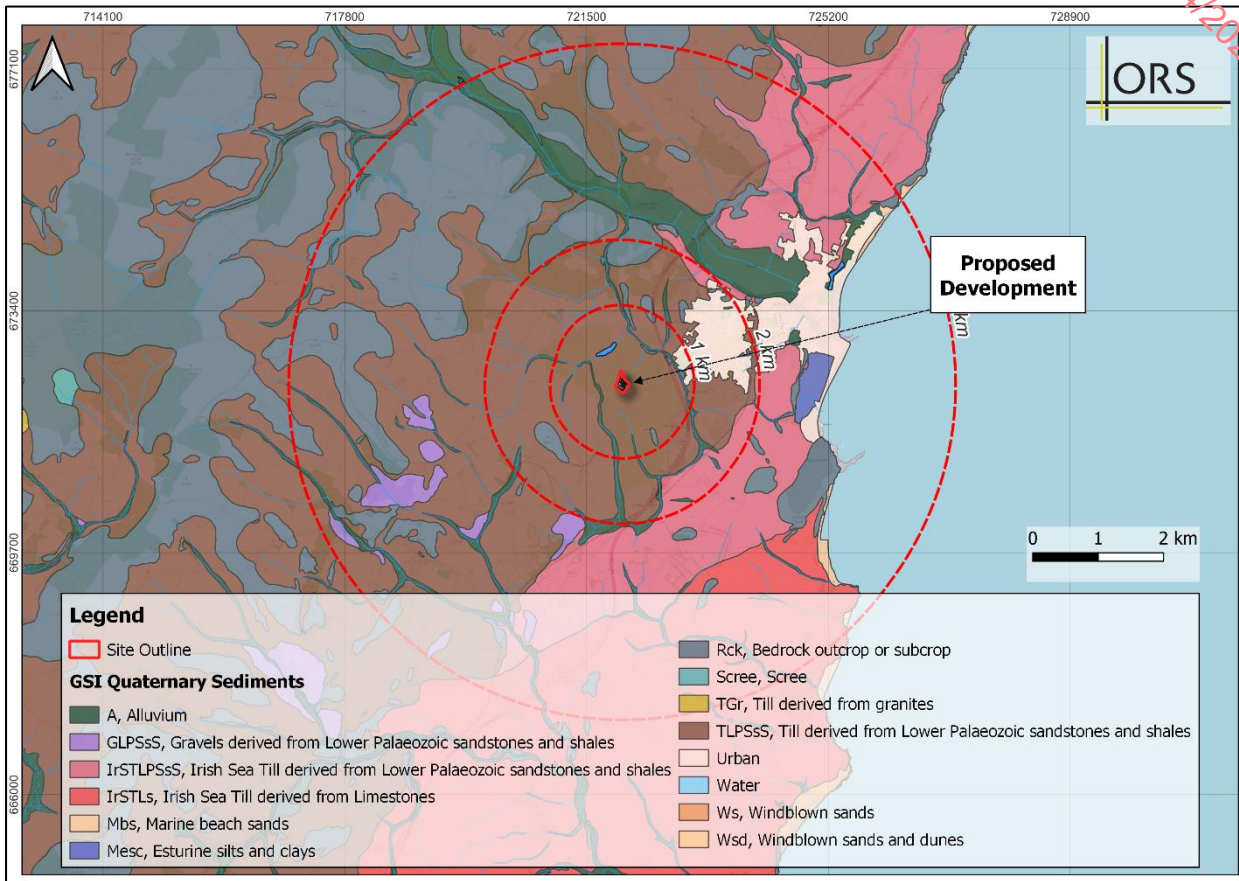 714100
717800
721500
725200
728900
4/202
677100
673400
669700
666000
ORS
Proposed
Development
1 km
2 km
km
0 1 2 km
Legend
Site Outline
GSI Quaternary Sediments
A, Alluvium
GLPSsS, Gravels derived from Lower Palaeozoic sandstones and shales
IrSTLPSsS, Irish Sea Till derived from Lower Palaeozoic sandstones and shales
IrSTLs, Irish Sea Till derived from Limestones
Mbs, Marine beach sands
Mesc, Esturine silts and clays
Rck, Bedrock outcrop or subcrop
Scree, Scree
TGr, Till derived from granites
TLPSsS, Till derived from Lower Palaeozoic sandstones and shales
Urban
Water
Ws, Windblown sands
Wsd, Windblown sands and dunes